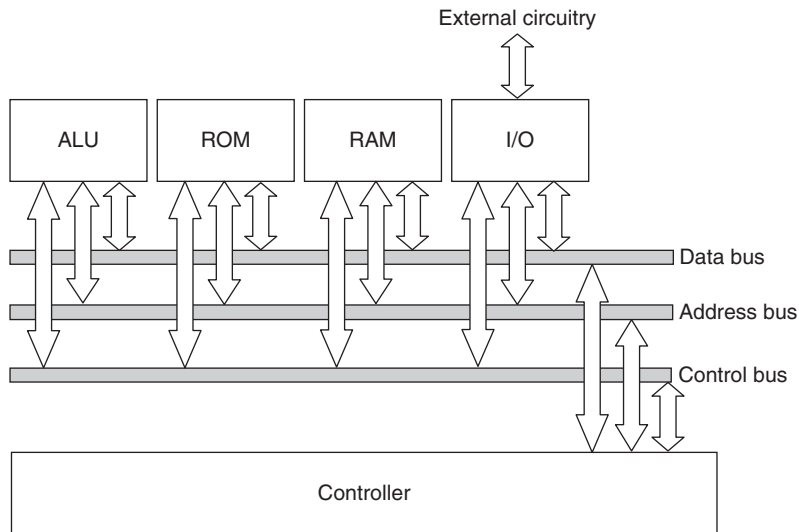 External circuitry
ALU
ROM
RAM
I/O
Data bus
Address bus
Control bus
Controller